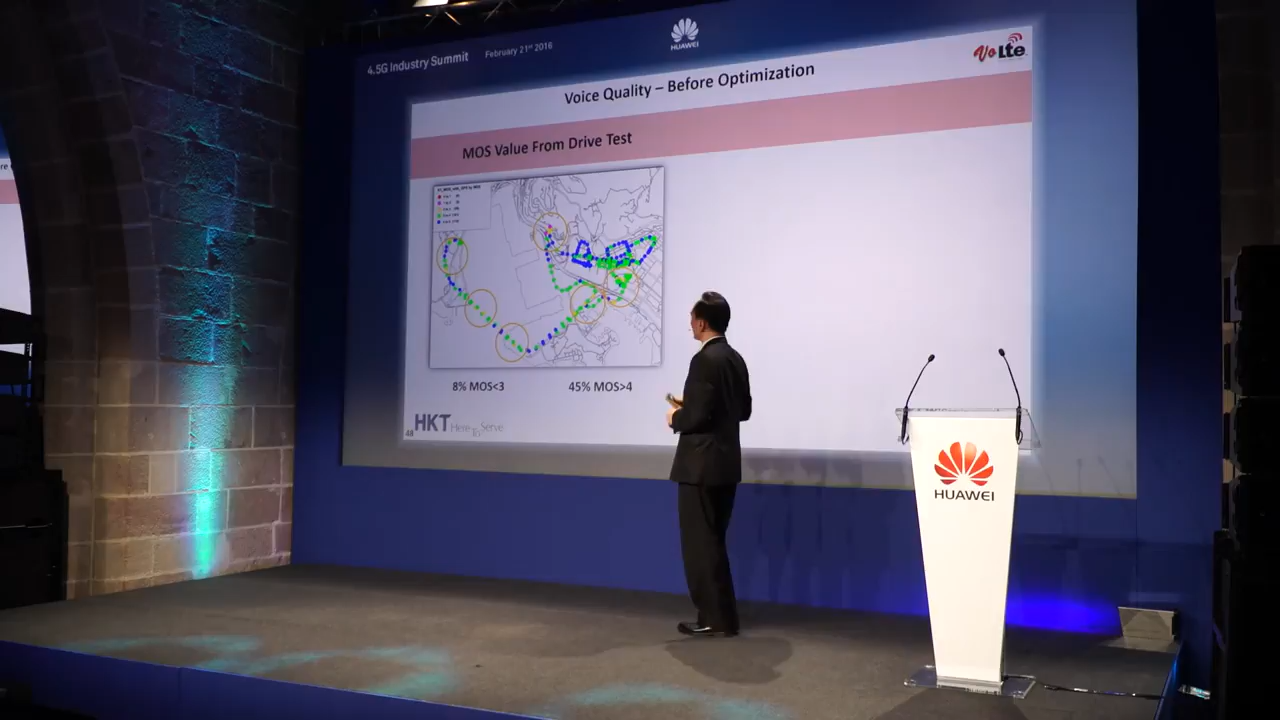 4.5G Industry Summit
February 21st 2016
HUAWEI
VoLTE
Voice Quality – Before Optimization
MOS Value From Drive Test
8% MOS<3
45% MOS>4
48
HKT Here To Serve
HUAWEI